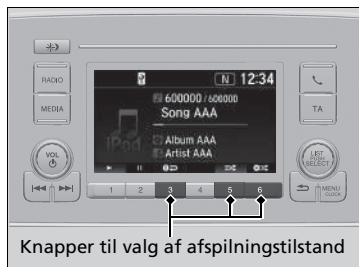 N 12:34
RADIO
600000/600000
Song AAA
MEDIA
TA
iPod
Album AAA
Artist AAA
VOL
LIST
PUSH
SELECT
1 2 3 4 5 6
MENU
CLOCK
Knapper til valg af afspilningstilstand